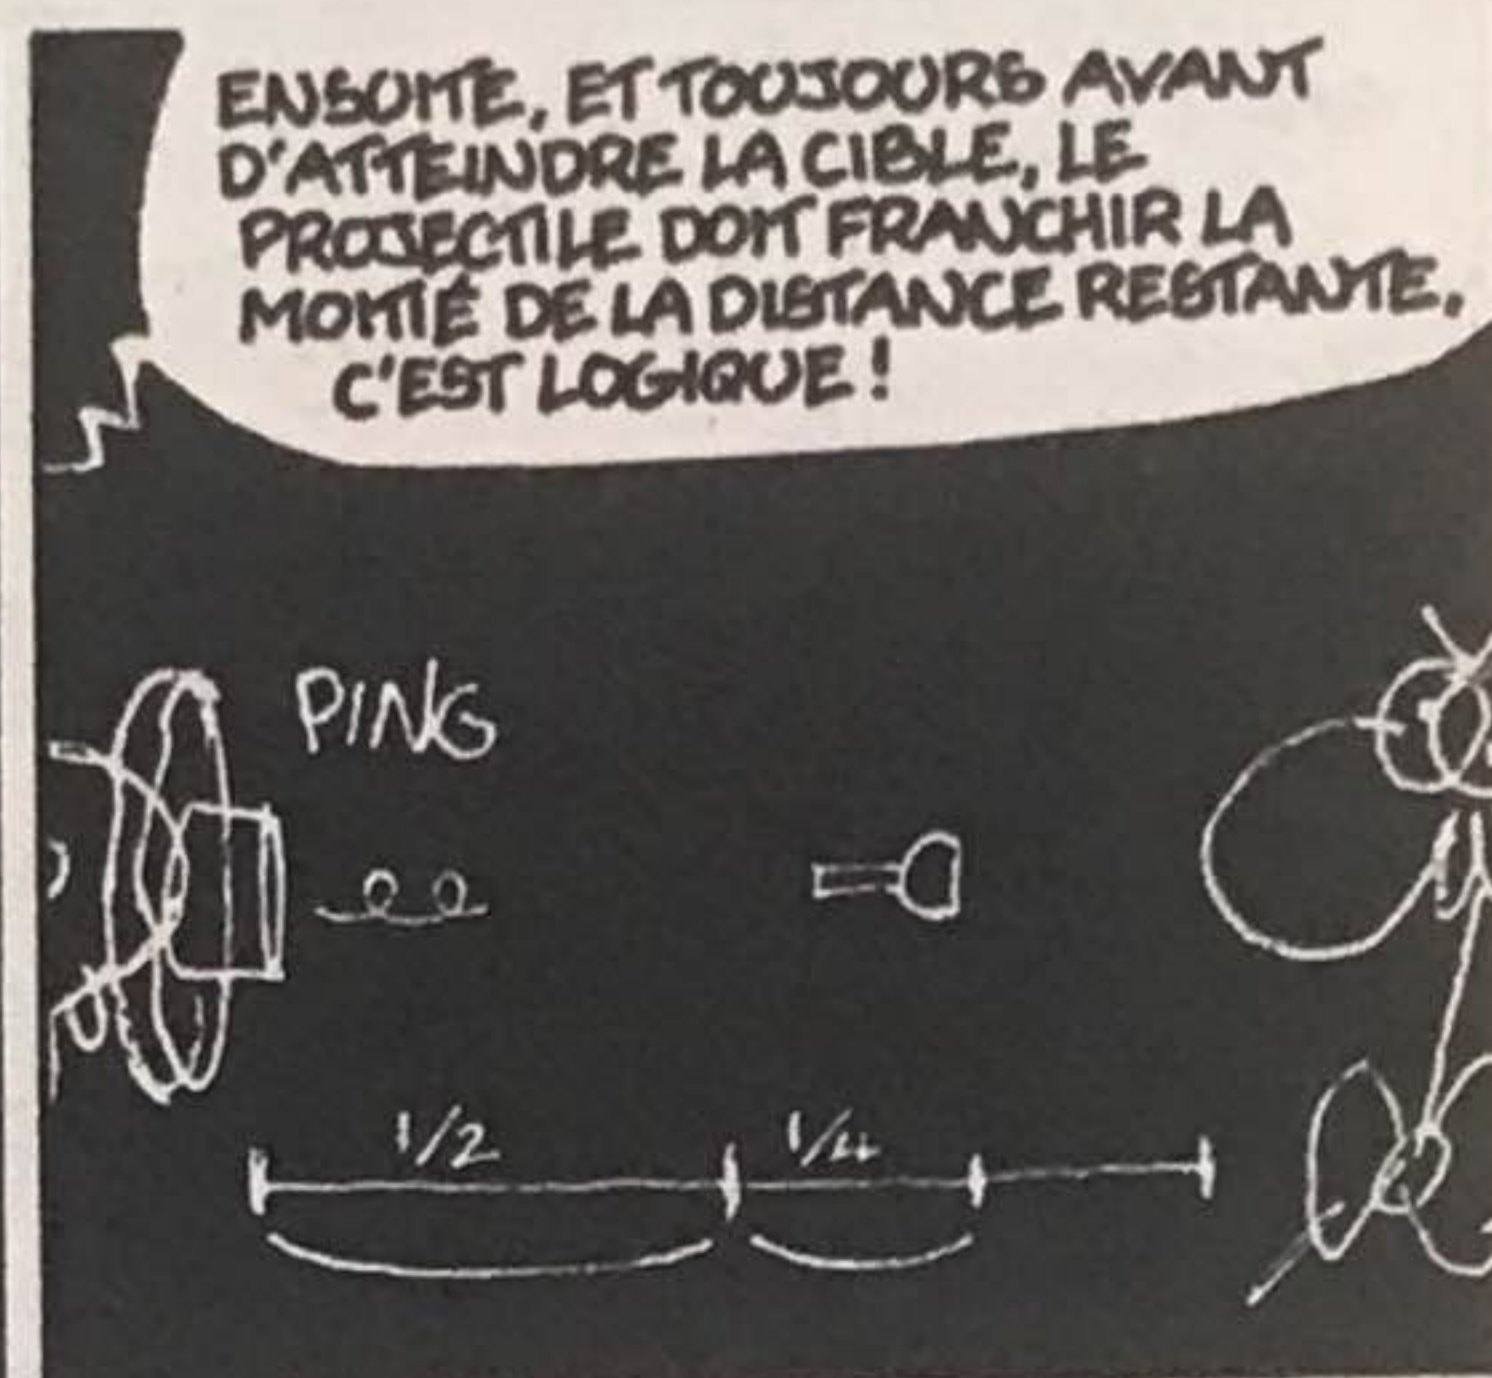 ENSUITE, ET TOUJOURS AVANT
D'ATTEINDRE LA CIBLE, LE
PROJECTILE DOIT FRANCHIR LA
MOITIÉ DE LA DISTANCE RESTANTE,
C'EST LOGIQUE !
PING
1/2
1/4